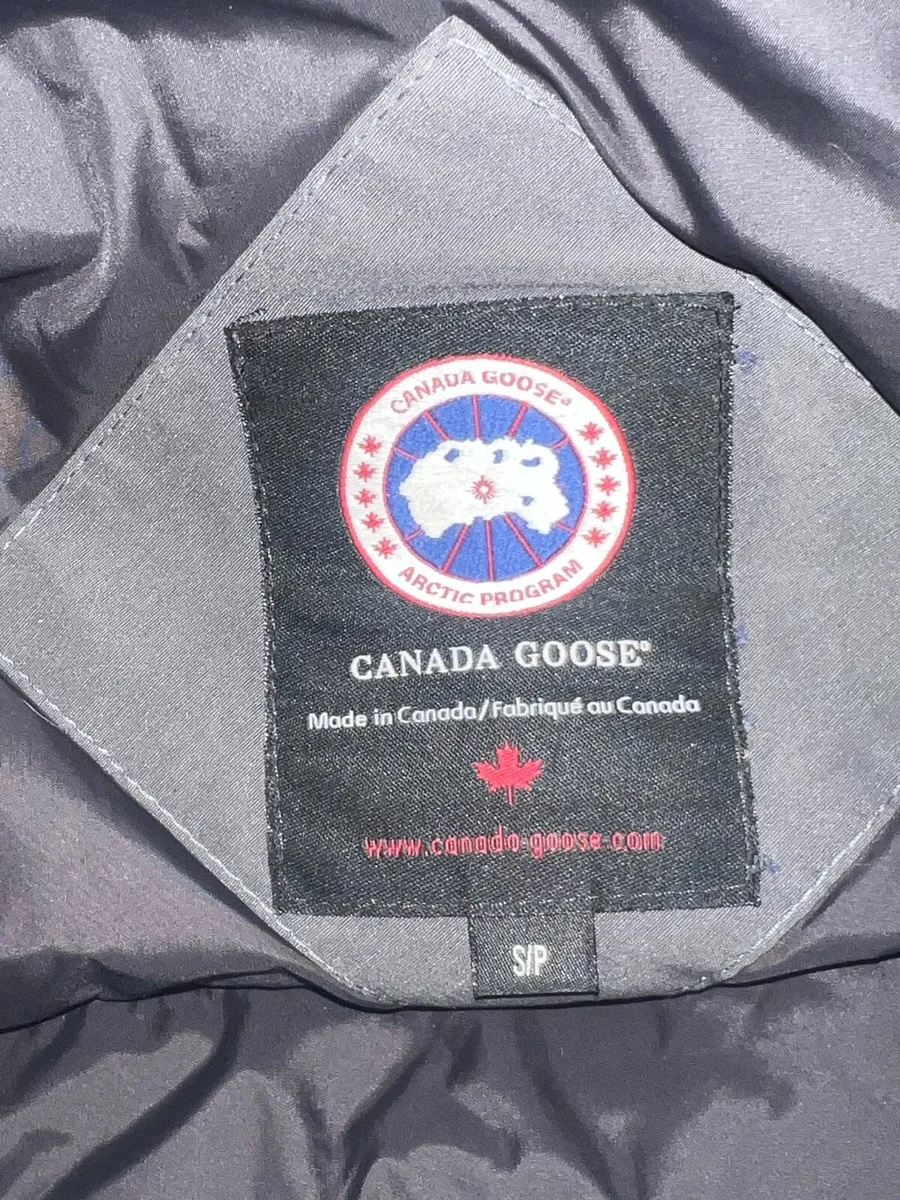 CANADA GOOSE®
ARCTIC PROGRAM
CANADA GOOSE®
Made in Canada/Fabriqué au Canada
www.canada-goose.com
S/P